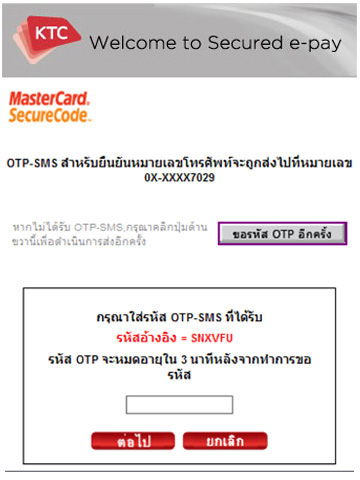 KTC
Welcome to Secured e-pay
MasterCard.
SecureCode.
OTP-SMS สำหรับยืนยันหมายเลขโทรศัพท์จะถูกส่งไปที่หมายเลข
0X-XXXX7029
หากไม่ได้รับ OTP-SMS,กรุณาคลิกปุ่มด้าน
ขวานี้เพื่อดำเนินการส่งอีกครั้ง
ขอรหัส OTP อีกครั้ง
กรุณาใส่รหัส OTP-SMS ที่ได้รับ
รหัสอ้างอิง = SNXVFU
รหัส OTP จะหมดอายุใน 3 นาทีหลังจากทำการขอ
รหัส
ต่อไป
ยกเลิก